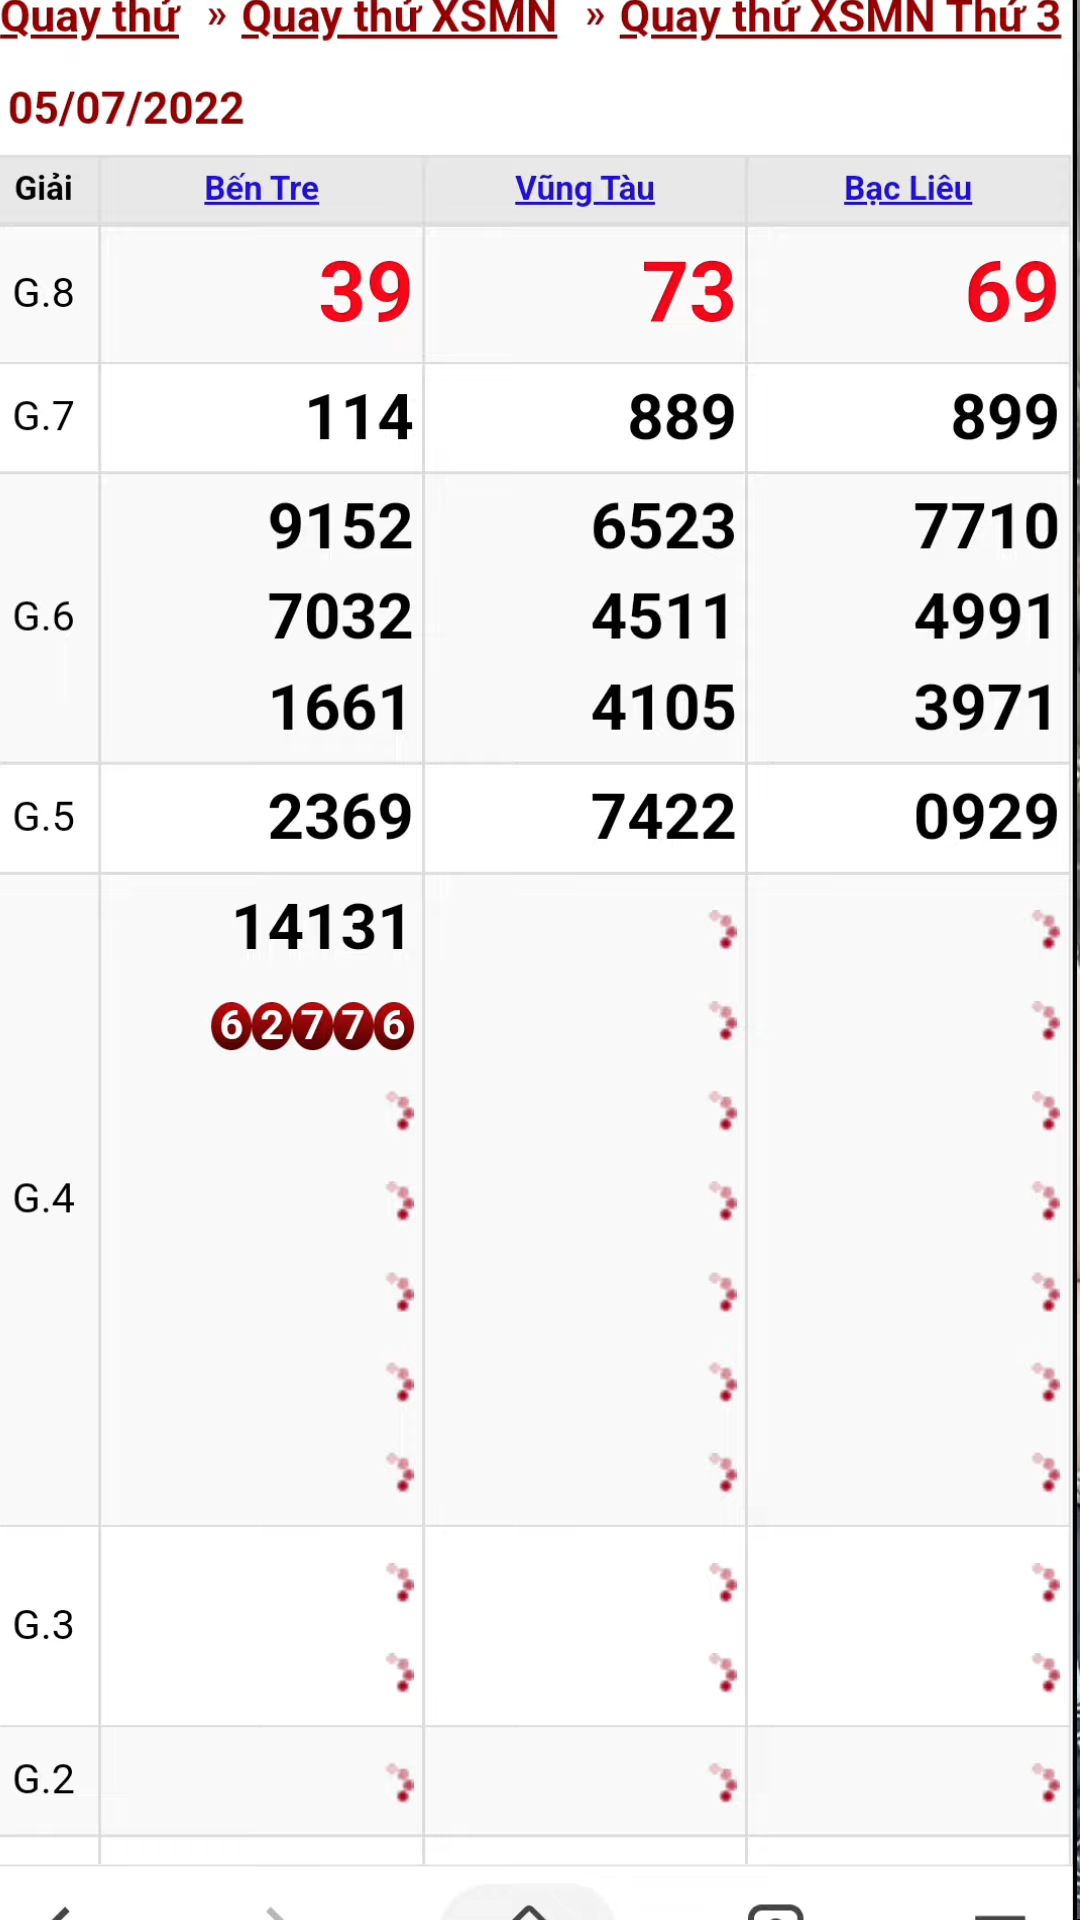 Quay thử » Quay thử XSMN » Quay thử XSMN Thứ 3
05/07/2022
Giải Bến Tre Vũng Tàu Bạc Liêu
G.8 39 73 69
G.7 114 889 899
9152 6523 7710
G.6 7032 4511 4991
1661 4105 3971
G.5 2369 7422 0929
14131
62776
G.4
G.3
G.2